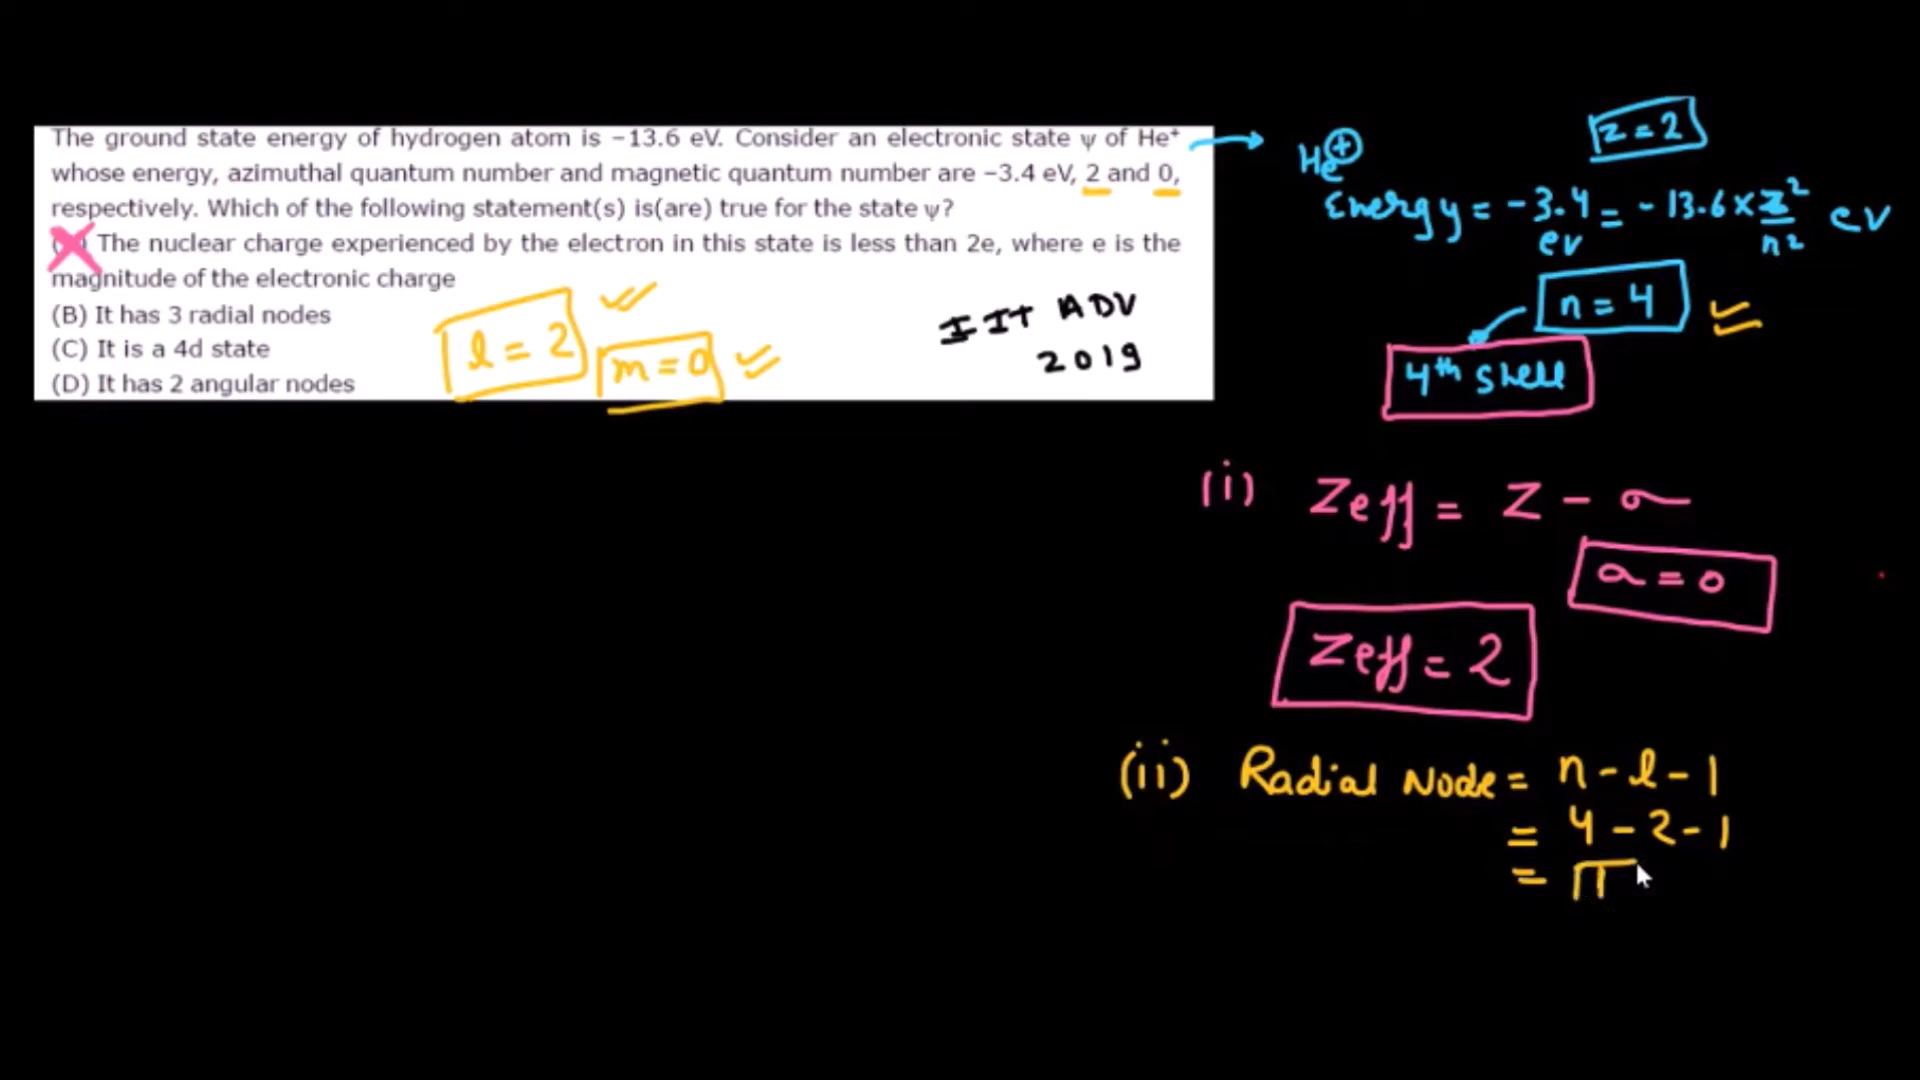 The ground state energy of hydrogen atom is −13.6 eV. Consider an electronic state ψ of He⁺
whose energy, azimuthal quantum number and magnetic quantum number are −3.4 eV, 2 and 0,
respectively. Which of the following statement(s) is(are) true for the state ψ?
The nuclear charge experienced by the electron in this state is less than 2e, where e is the
magnitude of the electronic charge
(B) It has 3 radial nodes
(C) It is a 4d state
(D) It has 2 angular nodes
l = 2
m = 0
IIT ADV
2019
He⁺
z = 2
Energy = -3.4 eV = -13.6 × z²/n² eV
n = 4
4th shell
(i) Zeff = Z - σ
σ = 0
Zeff = 2
(ii) Radial Node = n - l - 1
= 4 - 2 - 1
=